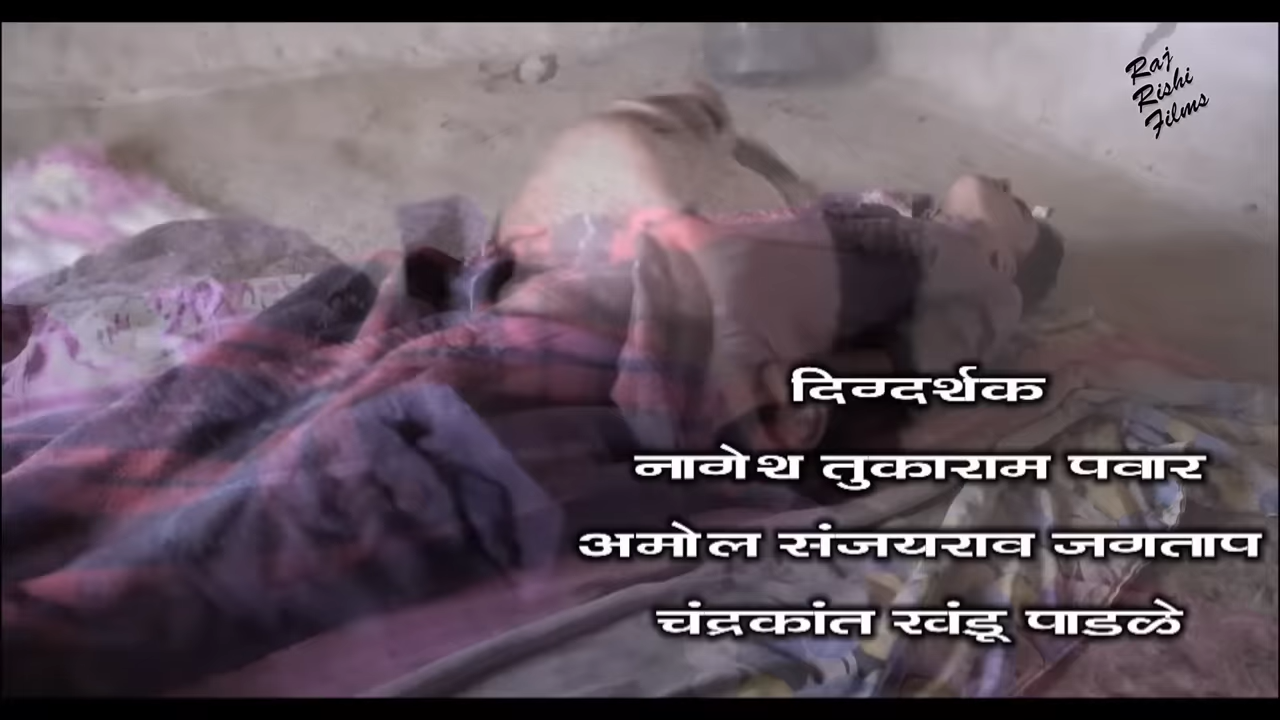 Raj
Rishi
Films
दिग्दर्शक
नागेश तुकाराम पवार
अमोल संजयराव जगताप
चंद्रकांत खंडू पाडळे